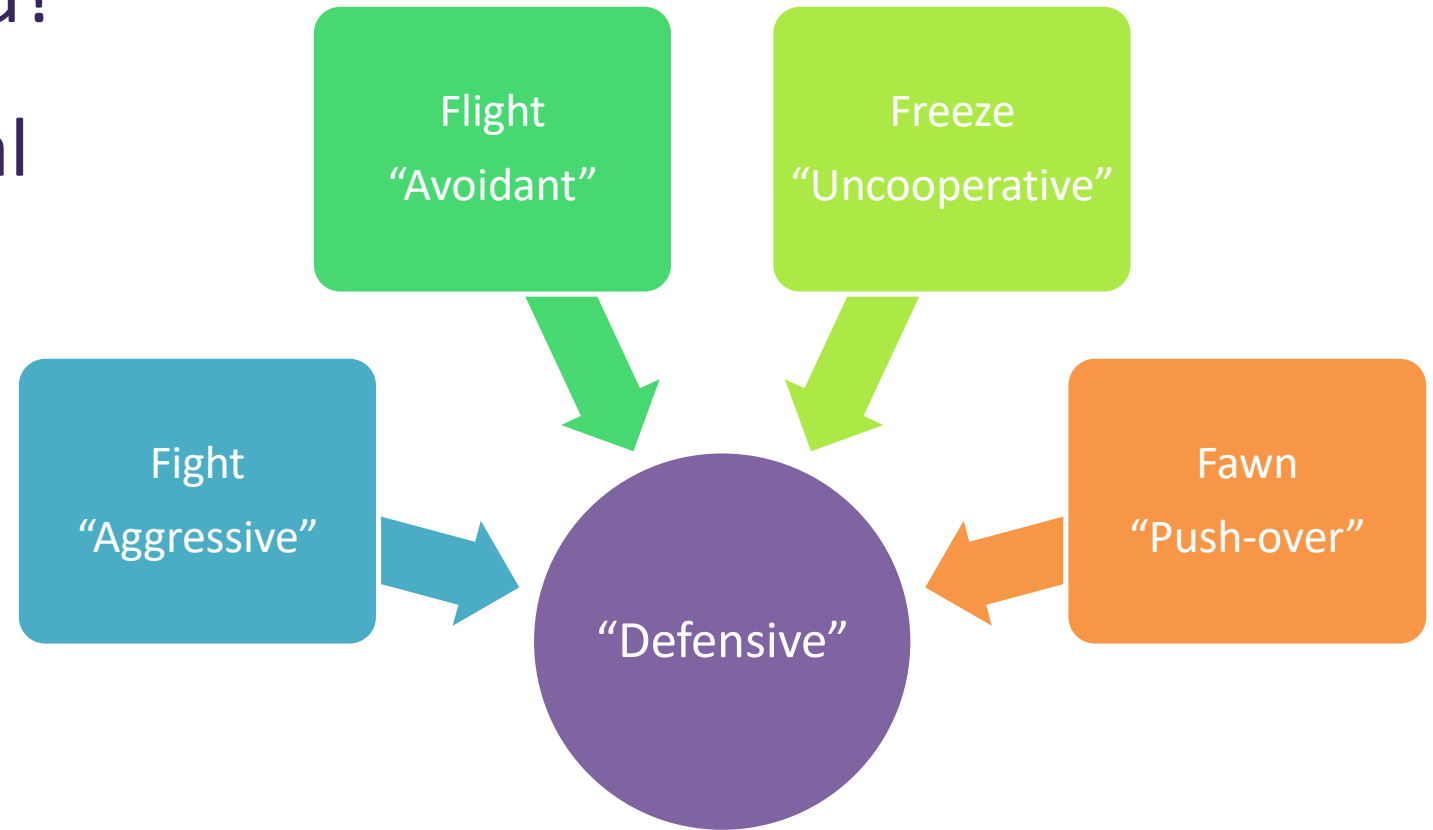 Flight
“Avoidant”
Freeze
“Uncooperative”
Fight
“Aggressive”
Fawn
“Push-over”
“Defensive”